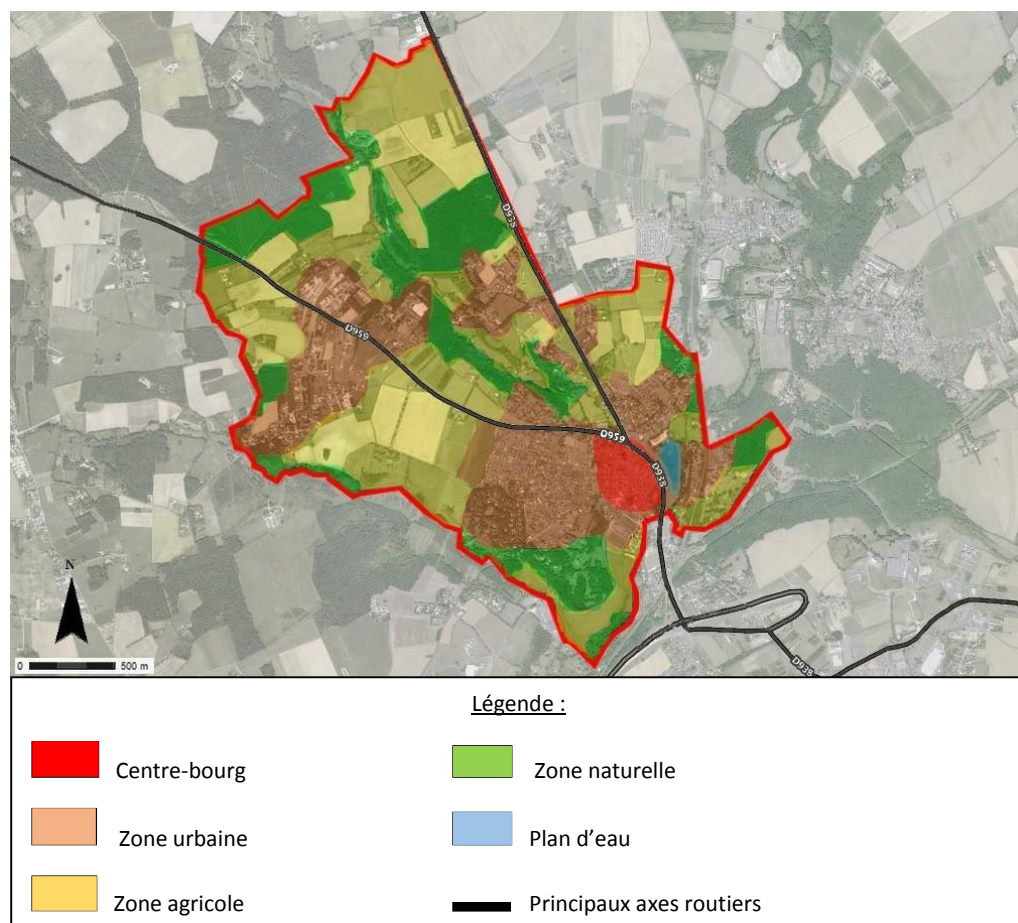 D938
D959
D959
D938
D938
N
0 500 m
Légende :
Centre-bourg
Zone naturelle
Zone urbaine
Plan d'eau
Zone agricole
Principaux axes routiers